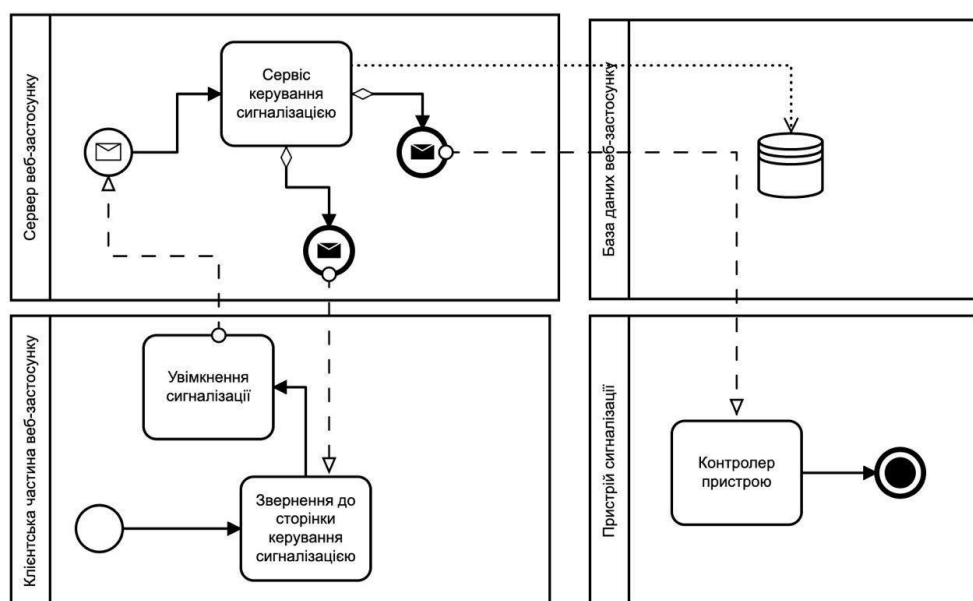 Сервер веб-застосунку
Сервіс
керування
сигналізацією
База даних веб-застосунку
Клієнтська частина веб-застосунку
Увімкнення
сигналізації
Звернення до
сторінки
керування
сигналізацією
Пристрій сигналізації
Контролер
пристрою